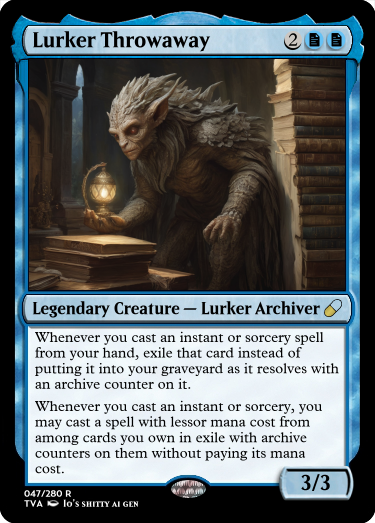 Lurker Throwaway 2
Legendary Creature — Lurker Archiver
Whenever you cast an instant or sorcery spell
from your hand, exile that card instead of
putting it into your graveyard as it resolves with
an archive counter on it.
Whenever you cast an instant or sorcery, you
may cast a spell with lessor mana cost from
among cards you own in exile with archive
counters on them without paying its mana
cost.
3/3
047/280 R
TVA Io's SHITTY AI GEN